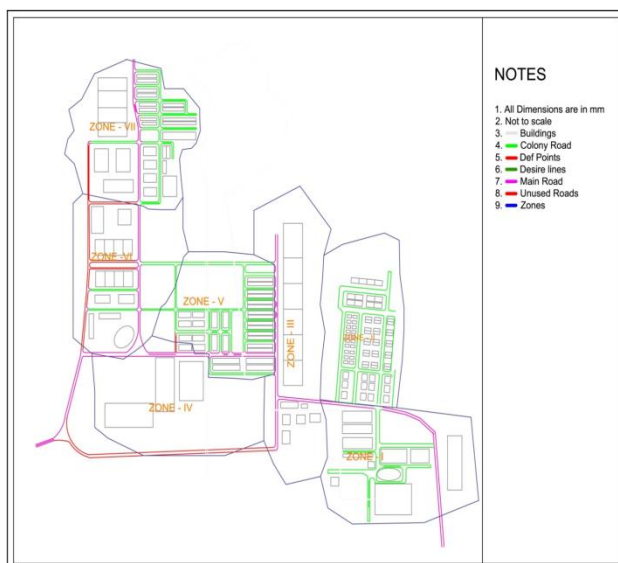 NOTES
1. All Dimensions are in mm
2. Not to scale
3. Buildings
4. Colony Road
5. Def Points
6. Desire lines
7. Main Road
8. Unused Roads
9. Zones
ZONE - VII
ZONE -VI
ZONE - V
ZONE - III
ZONE - IV
ZONE - I